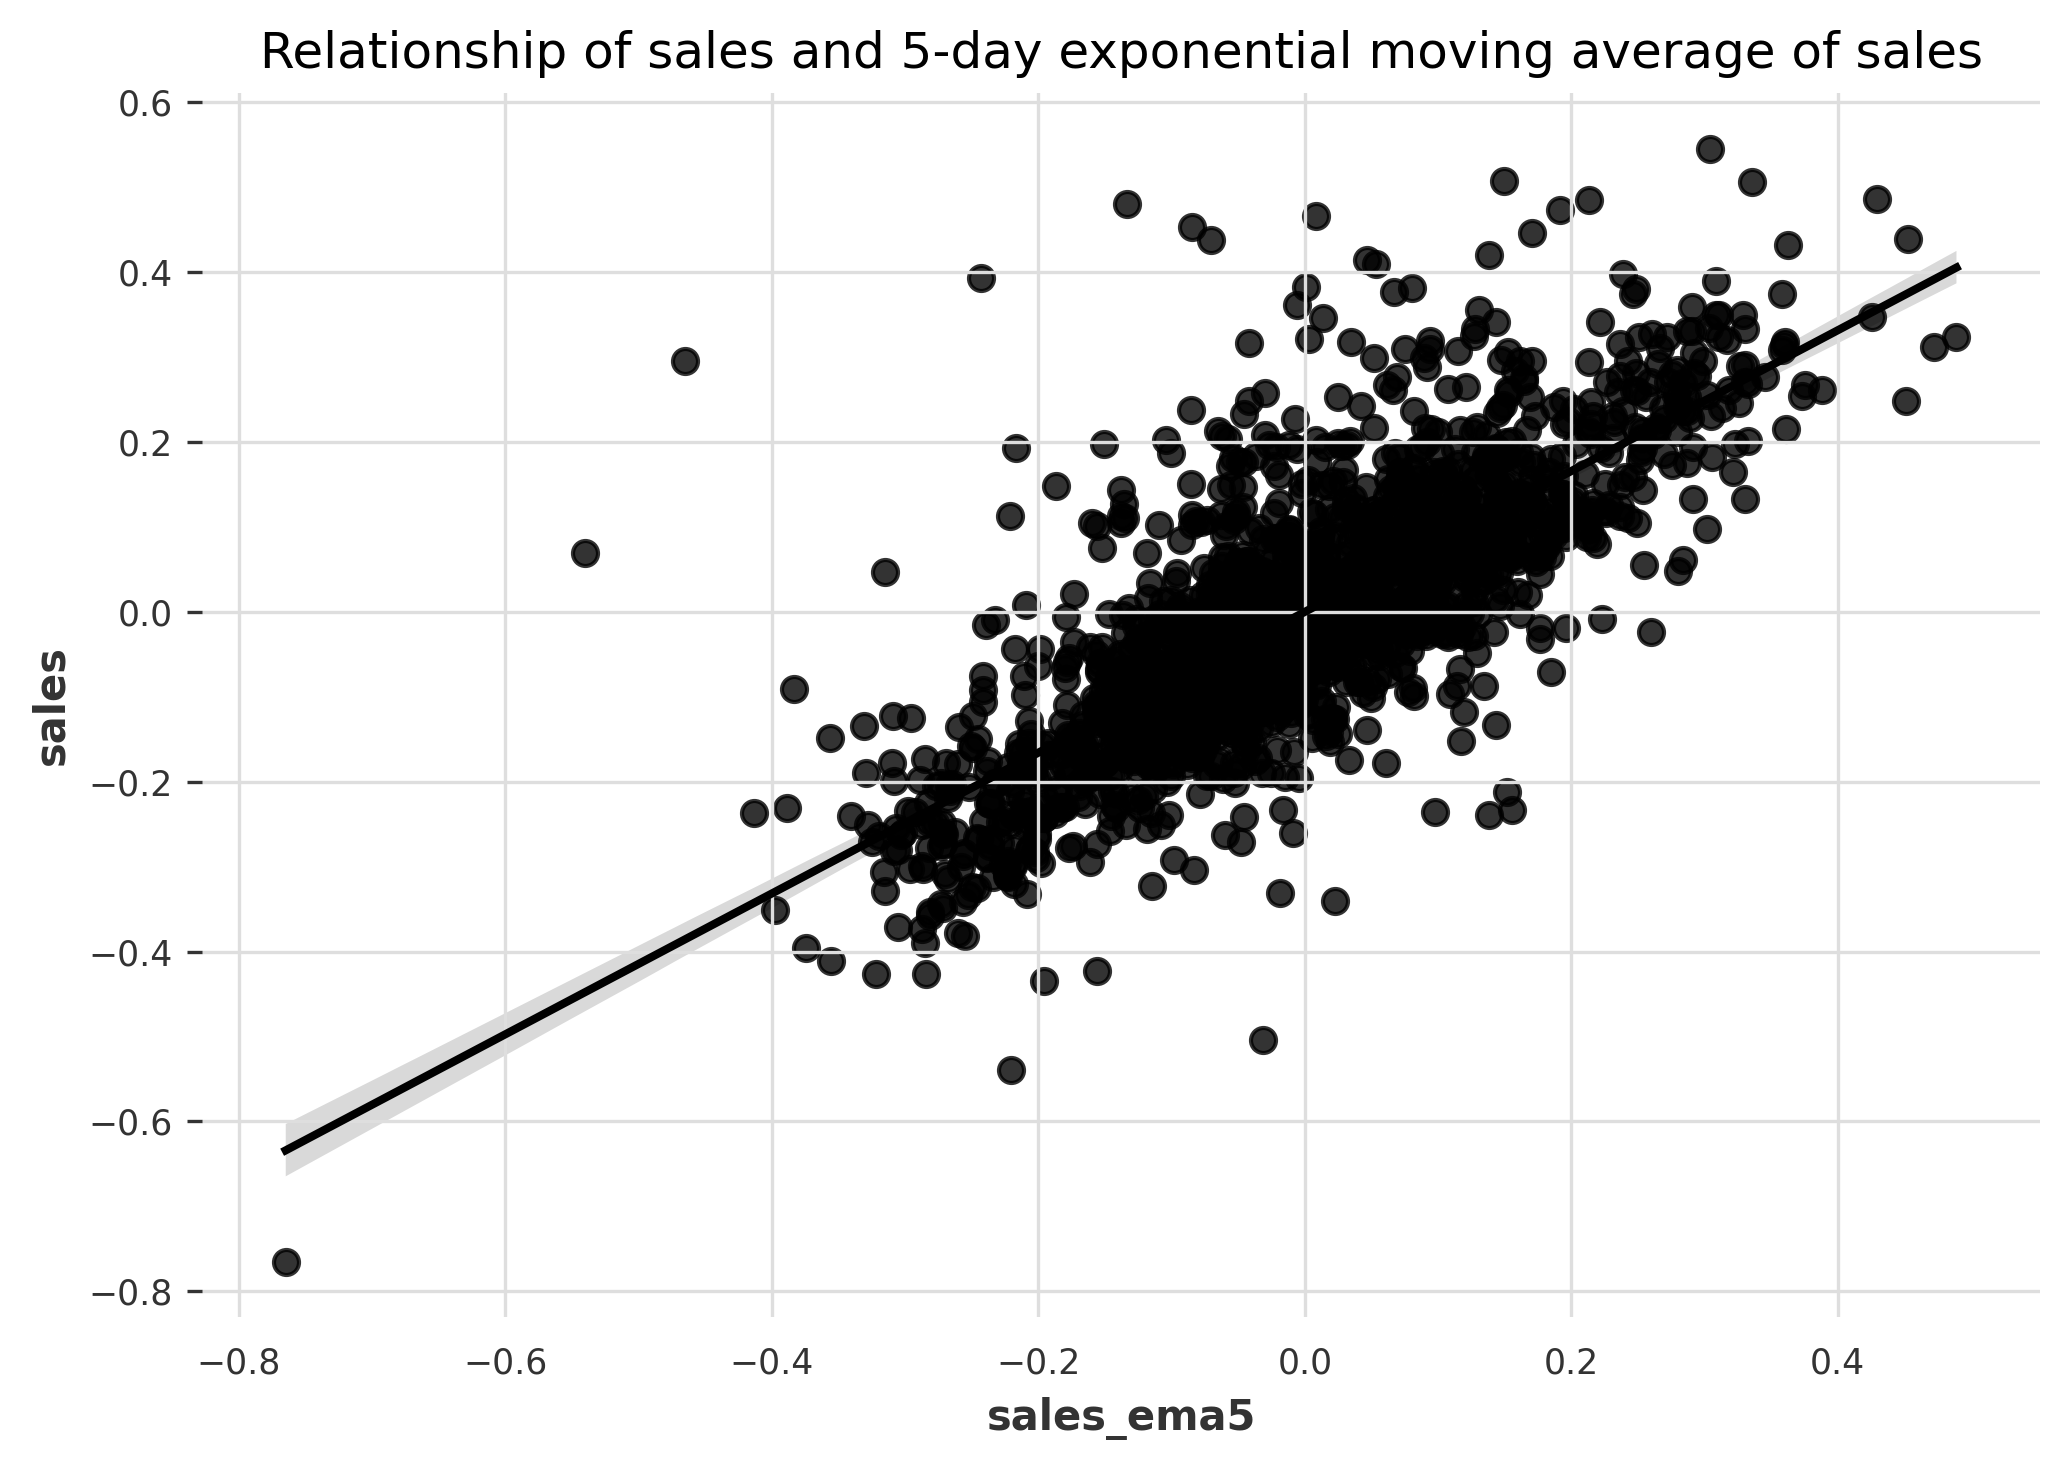 Relationship of sales and 5-day exponential moving average of sales
0.6
0.4
0.2
0.0
−0.2
−0.4
−0.6
−0.8
sales
−0.8 −0.6 −0.4 −0.2 0.0 0.2 0.4
sales_ema5